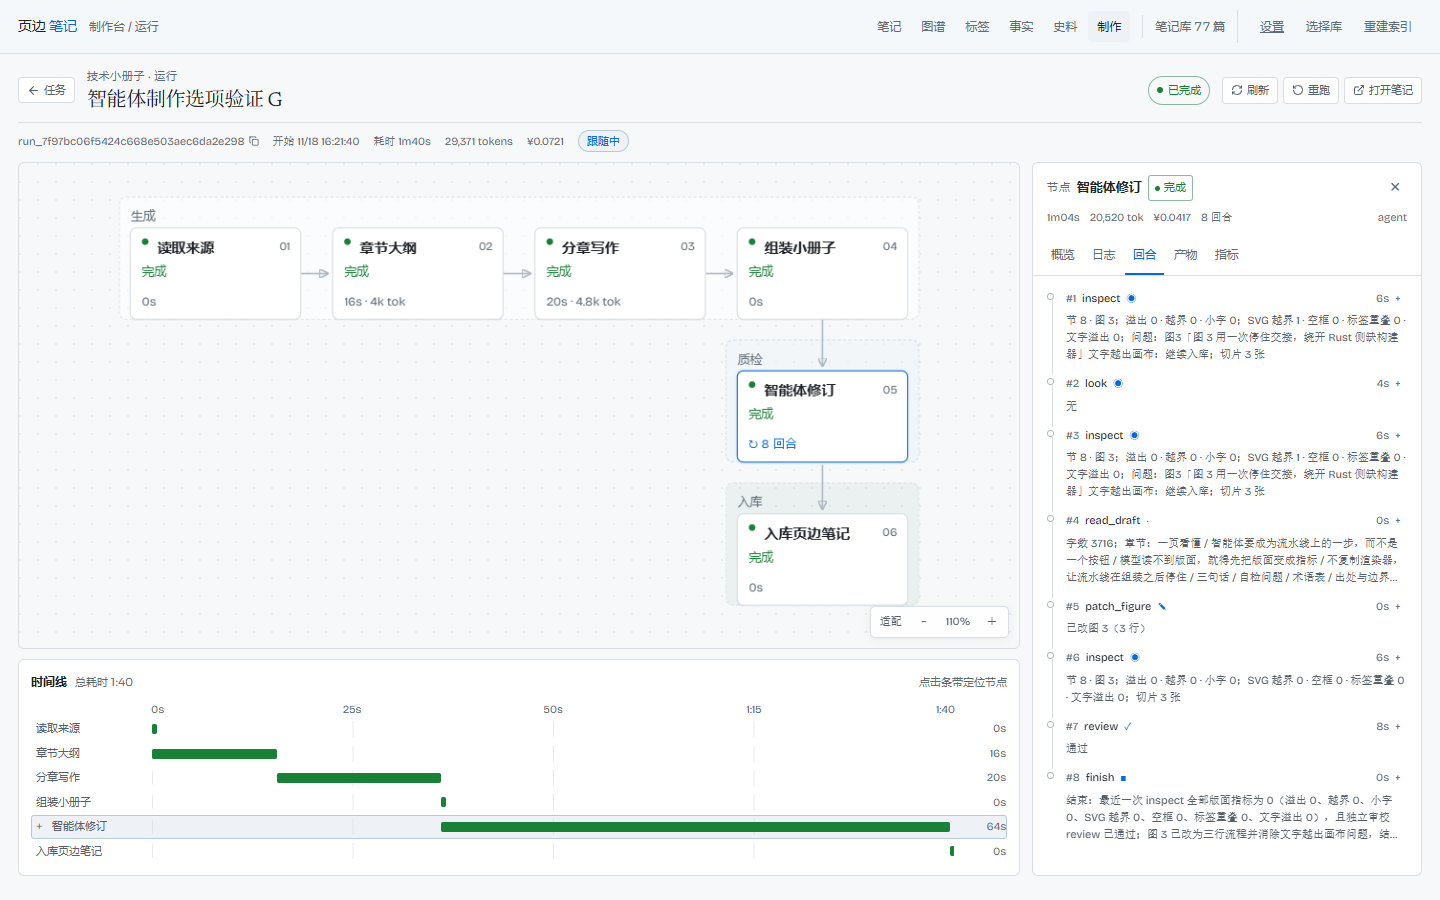 页边 笔记 制作台 / 运行 笔记 图谱 标签 事实 史料 制作 笔记库 77 篇 设置 选择库 重建索引
← 任务
技术小册子 · 运行
智能体制作选项验证 G
已完成 刷新 重跑 打开笔记
run_7f97bc06f5424c668e503aec6da2e298 开始 11/18 16:21:40 耗时 1m40s 29,371 tokens ¥0.0721 跟随中
生成
读取来源 01
完成
0s
章节大纲 02
完成
16s · 4k tok
分章写作 03
完成
20s · 4.8k tok
组装小册子 04
完成
0s
质检
智能体修订 05
完成
↻ 8 回合
入库
入库页边笔记 06
完成
0s
适配 - 110% +
时间线 总耗时 1:40 点击条带定位节点
0s 25s 50s 1:15 1:40
读取来源 0s
章节大纲 16s
分章写作 20s
组装小册子 0s
+ 智能体修订 64s
入库页边笔记 0s
节点 智能体修订 完成 ×
1m04s 20,520 tok ¥0.0417 8 回合 agent
概览 日志 回合 产物 指标
#1 inspect 6s +
节 8 · 图 3；溢出 0 · 越界 0 · 小字 0；SVG 越界 1 · 空框 0 · 标签重叠 0 ·
文字溢出 0；问题：图3「图 3 用一次停住交接，绕开 Rust 侧缺构建
器」文字越出画布：继续入库；切片 3 张
#2 look 4s +
无
#3 inspect 6s +
节 8 · 图 3；溢出 0 · 越界 0 · 小字 0；SVG 越界 1 · 空框 0 · 标签重叠 0 ·
文字溢出 0；问题：图3「图 3 用一次停住交接，绕开 Rust 侧缺构建
器」文字越出画布：继续入库；切片 3 张
#4 read_draft · 0s +
字数 3716；章节：一页看懂 / 智能体要成为流水线上的一步，而不是
一个按钮 / 模型读不到版面，就得先把版面变成指标 / 不复制渲染器，
让流水线在组装之后停住 / 三句话 / 自检问题 / 术语表 / 出处与边界…
#5 patch_figure 0s +
已改图 3（3 行）
#6 inspect 6s +
节 8 · 图 3；溢出 0 · 越界 0 · 小字 0；SVG 越界 0 · 空框 0 · 标签重叠 0
· 文字溢出 0；切片 3 张
#7 review ✓ 8s +
通过
#8 finish 0s +
结束：最近一次 inspect 全部版面指标为 0（溢出 0、越界 0、小字
0、SVG 越界 0、空框 0、标签重叠 0、文字溢出 0），且独立审校
review 已通过；图 3 已改为三行流程并消除文字越出画布问题，结…